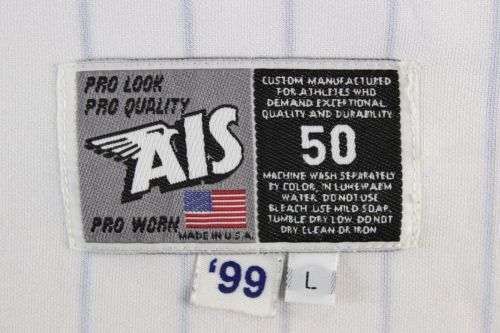 PRO LOOK
PRO QUALITY
AIS
PRO WORN
MADE IN U.S.A.
CUSTOM MANUFACTURED
FOR ATHLETES WHO
DEMAND EXCEPTIONAL
QUALITY AND DURABILITY.
50
MACHINE WASH SEPARATELY
BY COLOR, IN LUKEWARM
WATER. DO NOT USE
BLEACH. USE MILD SOAP.
TUMBLE DRY LOW. DO NOT
DRY CLEAN OR IRON
'99
L